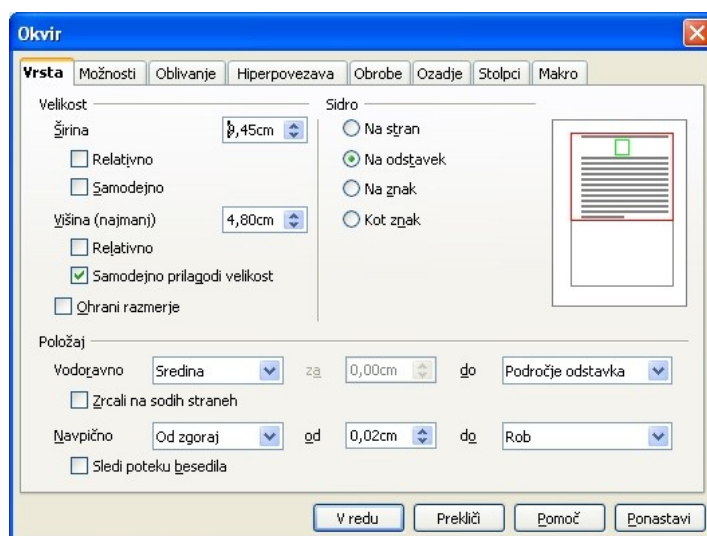 Okvir
Vrsta Možnosti Oblivanje Hiperpovezava Obrobe Ozadje Stolpci Makro
Velikost
Sidro
Širina 9,45cm
Na stran
Relativno
Na odstavek
Samodejno
Na znak
Višina (najmanj) 4,80cm
Kot znak
Relativno
Samodejno prilagodi velikost
Ohrani razmerje
Položaj
Vodoravno Sredina za 0,00cm do Področje odstavka
Zrcali na sodih straneh
Navpično Od zgoraj od 0,02cm do Rob
Sledi poteku besedila
V redu Prekliči Pomoč Ponastavi